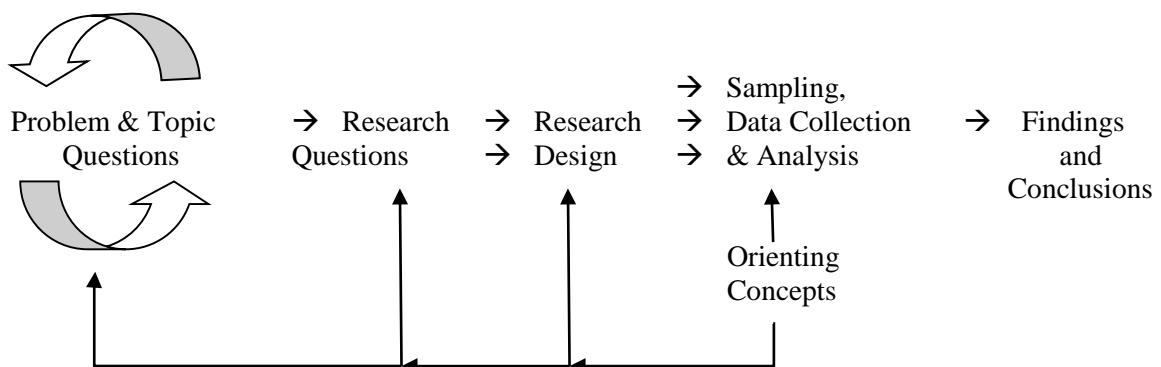 → Sampling,
Problem & Topic → Research → Research → Data Collection → Findings
Questions Questions → Design → & Analysis and
Conclusions
Orienting
Concepts